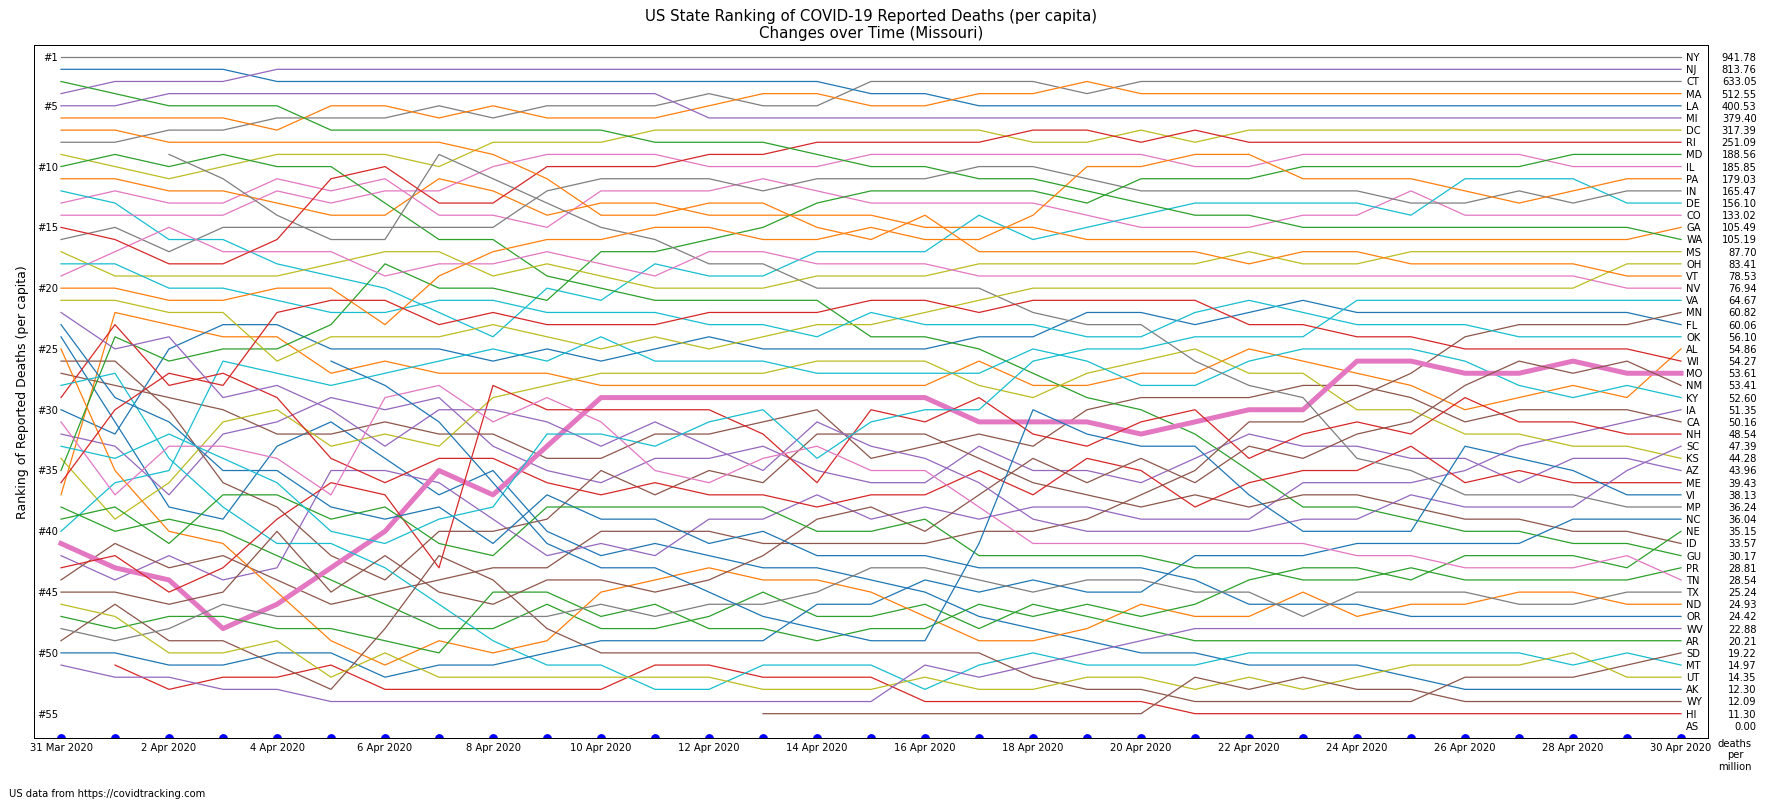 US State Ranking of COVID-19 Reported Deaths (per capita)
Changes over Time (Missouri)
Ranking of Reported Deaths (per capita)
#1
#5
#10
#15
#20
#25
#30
#35
#40
#45
#50
#55
NY 941.78
NJ 813.76
CT 633.05
MA 512.55
LA 400.53
MI 379.40
DC 317.39
RI 251.09
MD 188.56
IL 185.85
PA 179.03
IN 165.47
DE 156.10
CO 133.02
GA 105.49
WA 105.19
MS 87.70
OH 83.41
VT 78.53
NV 76.94
VA 64.67
MN 60.82
FL 60.06
OK 56.10
AL 54.86
WI 54.27
MO 53.61
NM 53.41
KY 52.60
IA 51.35
CA 50.16
NH 48.54
SC 47.39
KS 44.28
AZ 43.96
ME 39.43
VI 38.13
MP 36.24
NC 36.04
NE 35.15
ID 33.57
GU 30.17
PR 28.81
TN 28.54
TX 25.24
ND 24.93
OR 24.42
WV 22.88
AR 20.21
SD 19.22
MT 14.97
UT 14.35
AK 12.30
WY 12.09
HI 11.30
AS 0.00
31 Mar 2020
2 Apr 2020
4 Apr 2020
6 Apr 2020
8 Apr 2020
10 Apr 2020
12 Apr 2020
14 Apr 2020
16 Apr 2020
18 Apr 2020
20 Apr 2020
22 Apr 2020
24 Apr 2020
26 Apr 2020
28 Apr 2020
30 Apr 2020
deaths
per
million
US data from https://covidtracking.com